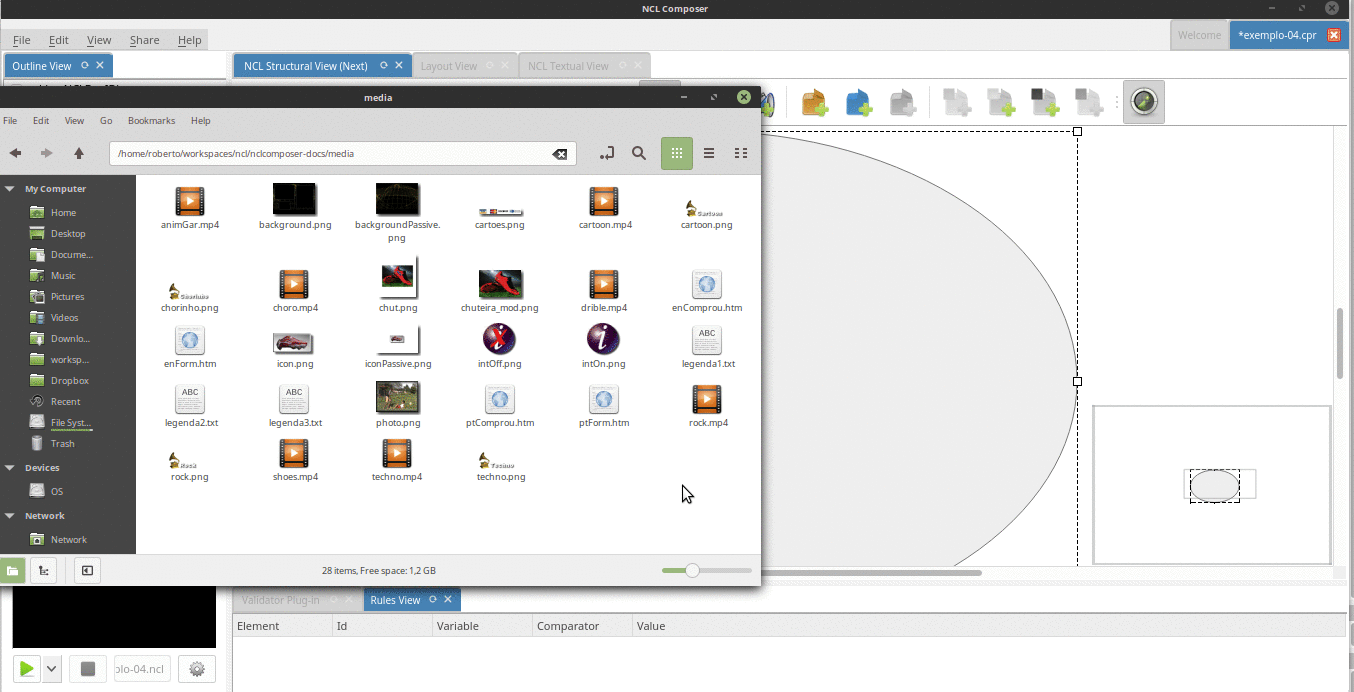 NCL Composer
File Edit View Share Help
Welcome
*exemplo-04.cpr
Outline View
NCL Structural View (Next)
Layout View
NCL Textual View
media
File Edit View Go Bookmarks Help
/home/roberto/workspaces/ncl/nclcomposer-docs/media
My Computer
Home
Desktop
Docume...
Music
Pictures
Videos
Downlo...
worksp...
Dropbox
Recent
File Syst...
Trash
Devices
OS
Network
Network
animGar.mp4
background.png
backgroundPassive.
png
cartoes.png
cartoon.mp4
Cartoon
cartoon.png
chorinho.png
choro.mp4
chut.png
chuteira_mod.png
drible.mp4
enComprou.htm
enForm.htm
icon.png
iconPassive.png
intOff.png
intOn.png
ABC
legenda1.txt
ABC
legenda2.txt
ABC
legenda3.txt
photo.png
ptComprou.htm
ptForm.htm
rock.mp4
Rock
rock.png
shoes.mp4
techno.mp4
Techno
techno.png
28 items, Free space: 1,2 GB
Validator Plug-in
Rules View
Element Id Variable Comparator Value
plo-04.ncl